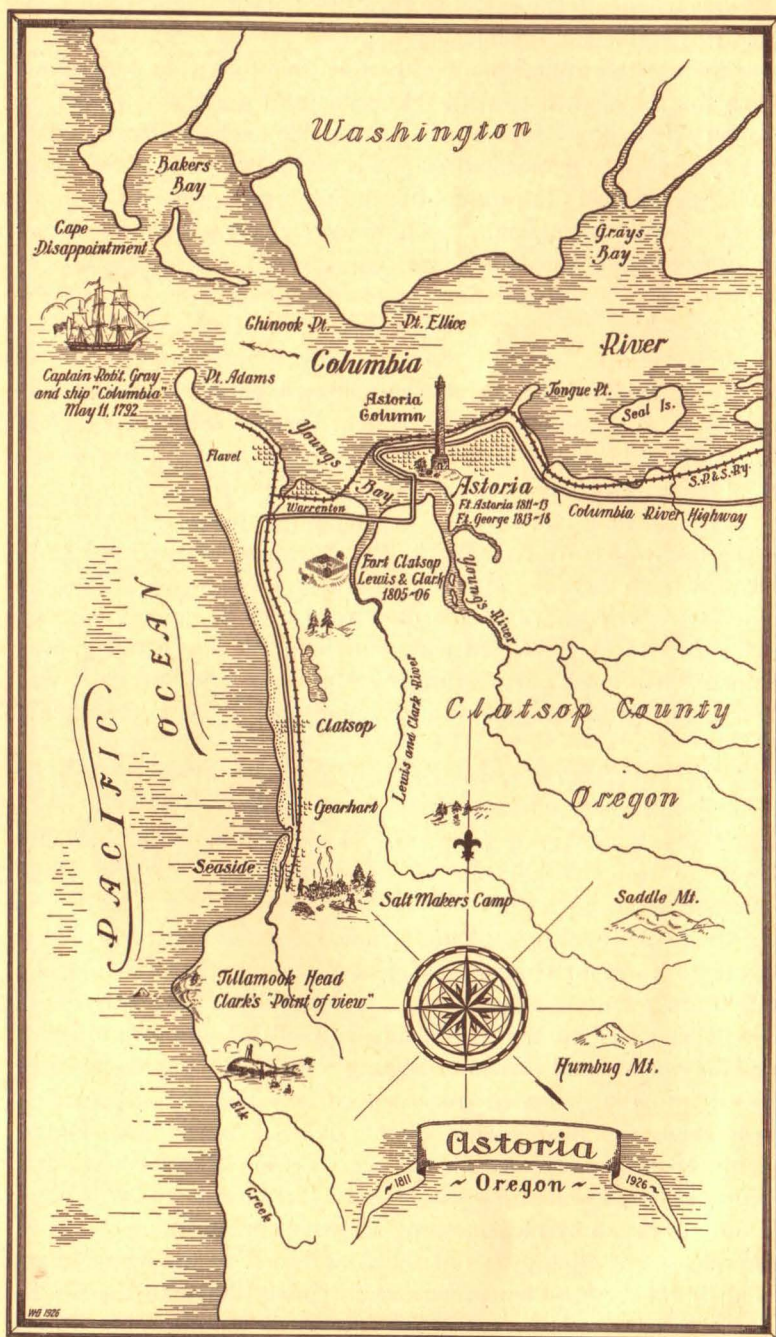 Washington
Bakers
Bay
Cape
Disappointment
Grays
Bay
Chinook Pt.
Pt. Ellice
Columbia
River
Captain Rob't. Gray
and ship "Columbia"
May 11, 1792
Pt. Adams
Astoria
Column
Tongue Pt.
Seal Is.
Flavel
Youngs
Bay
Warrenton
Astoria
Ft. Astoria 1811-13
Ft. George 1813-18
S.P.&S.Ry.
Columbia River Highway
Fort Clatsop
Lewis & Clark
1805-06
Young's River
PACIFIC
OCEAN
Lewis and Clark River
Clatsop County
Oregon
Clatsop
Gearhart
Seaside
Salt Makers Camp
Saddle Mt.
Tillamook Head
Clark's "Point of view"
Humbug Mt.
Elk
Creek
Astoria
~1811
~ Oregon ~
1926~
WB 1926